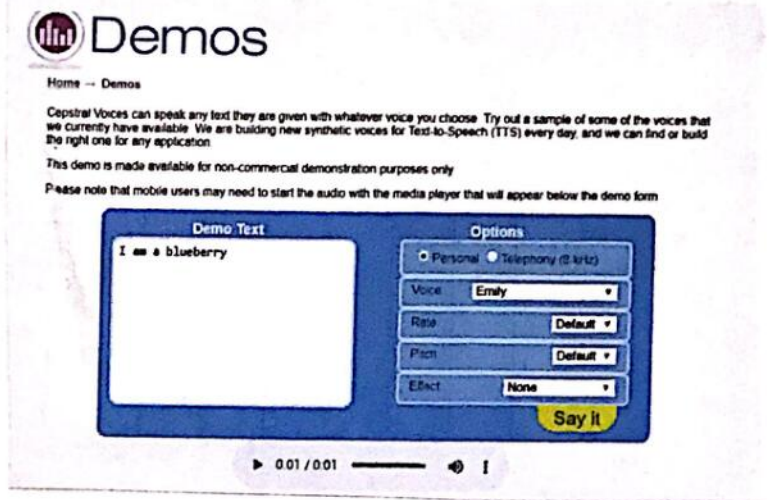 Demos
Home → Demos
Cepstral Voices can speak any text they are given with whatever voice you choose Try out a sample of some of the voices that
we currently have available We are building new synthetic voices for Text-to-Speech (TTS) every day, and we can find or build
the right one for any application
This demo is made available for non-commercial demonstration purposes only
Please note that mobile users may need to start the audio with the media player that will appear below the demo form
Demo Text
I am a blueberry
Options
Personal Telephony (8 kHz)
Voice Emily
Rate Default
Pitch Default
Effect None
Say it
0:01 / 0:01